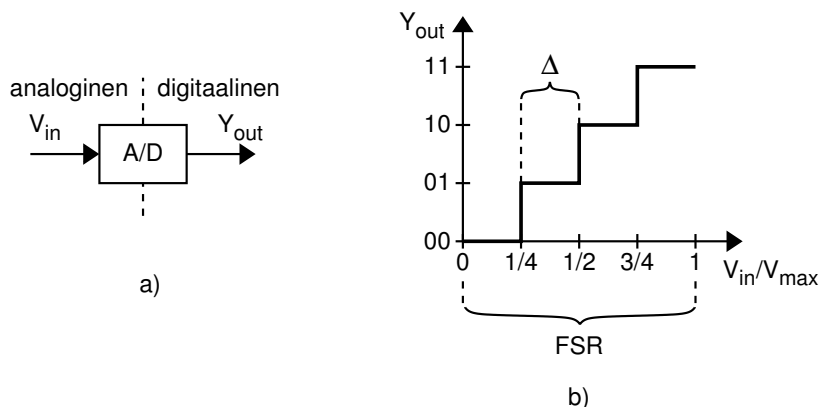 analoginen digitaalinen
V_in Y_out
A/D
a)
Y_out
11
Δ
10
01
00
0 1/4 1/2 3/4 1 V_in/V_max
FSR
b)